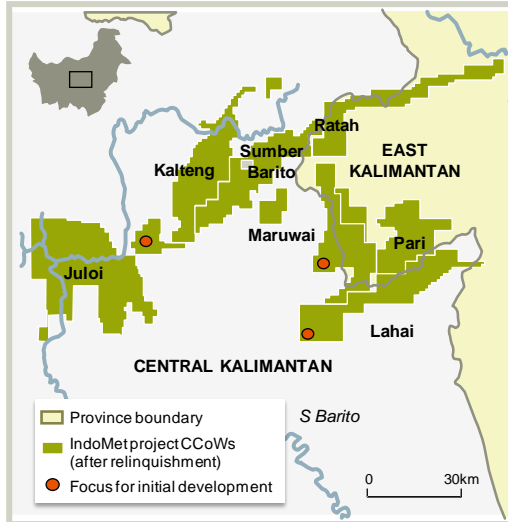 Ratah
EAST
KALIMANTAN
Sumber
Barito
Kalteng
Maruwai
Pari
Juloi
Lahai
CENTRAL KALIMANTAN
S Barito
Province boundary
IndoMet project CCoWs
(after relinquishment)
Focus for initial development
0 30km